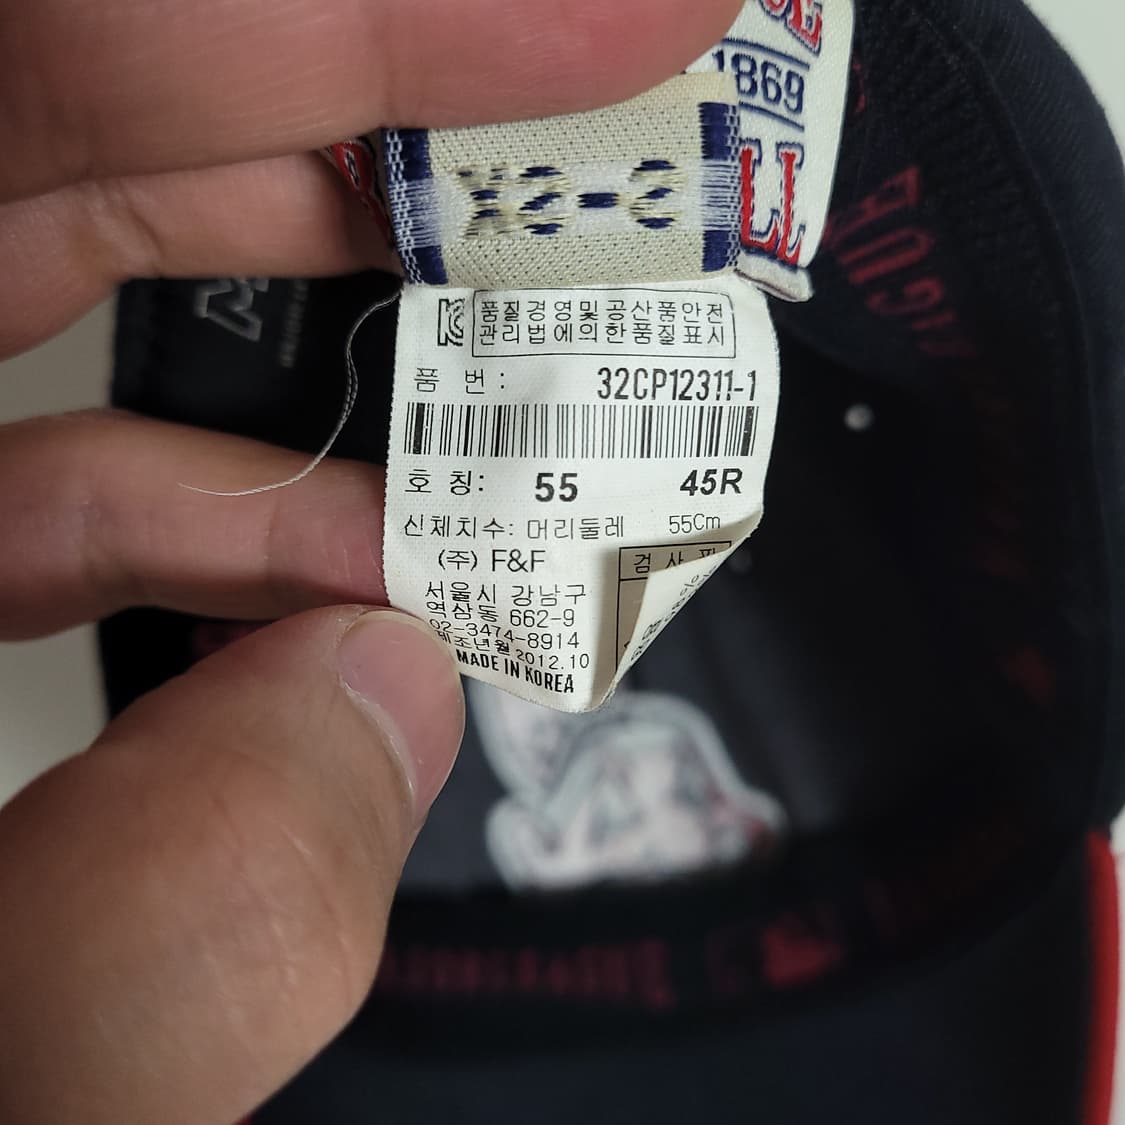 1869
LL
품질경영및 공산품안전
관리법에의한품질표시
품 번 : 32CP12311-1
호 칭: 55 45R
신체치수: 머리둘레 55Cm
(주) F&F
검 사
서울시 강남구
역삼동 662-9
02-3474-8914
제조년월 2012.10
MADE IN KOREA